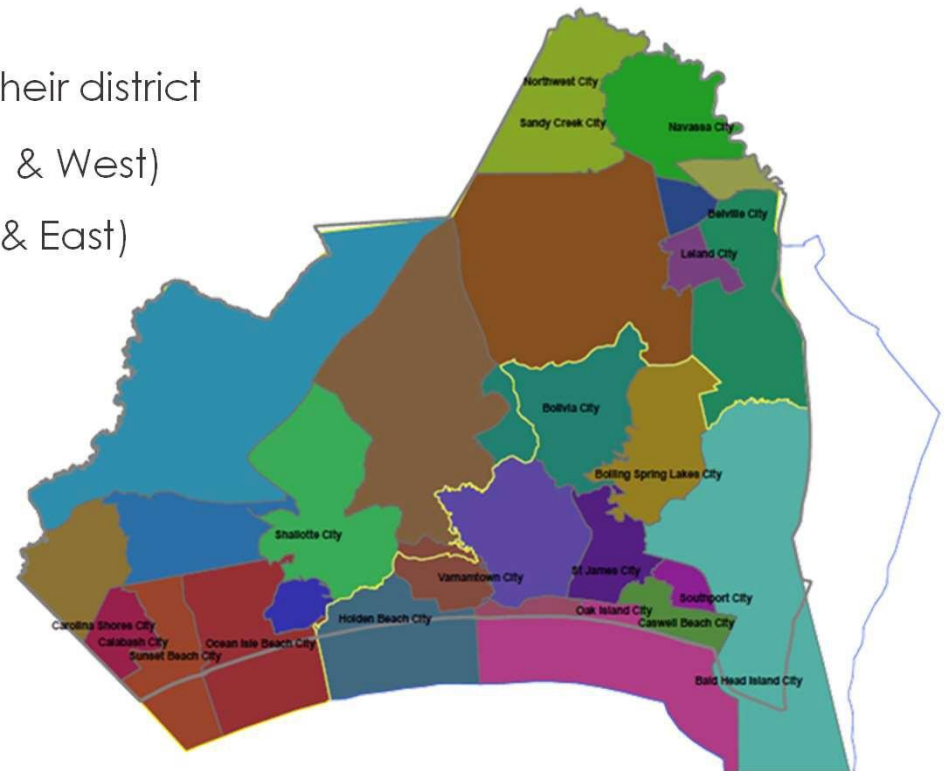 heir district
& West)
& East)
Northwest City
Sandy Creek City
Navassa City
Belville City
Leland City
Bolivia City
Boiling Spring Lakes City
Shallotte City
Varnamtown City
St James City
Southport City
Oak Island City
Caswell Beach City
Holden Beach City
Carolina Shores City
Calabash City
Sunset Beach City
Ocean Isle Beach City
Bald Head Island City